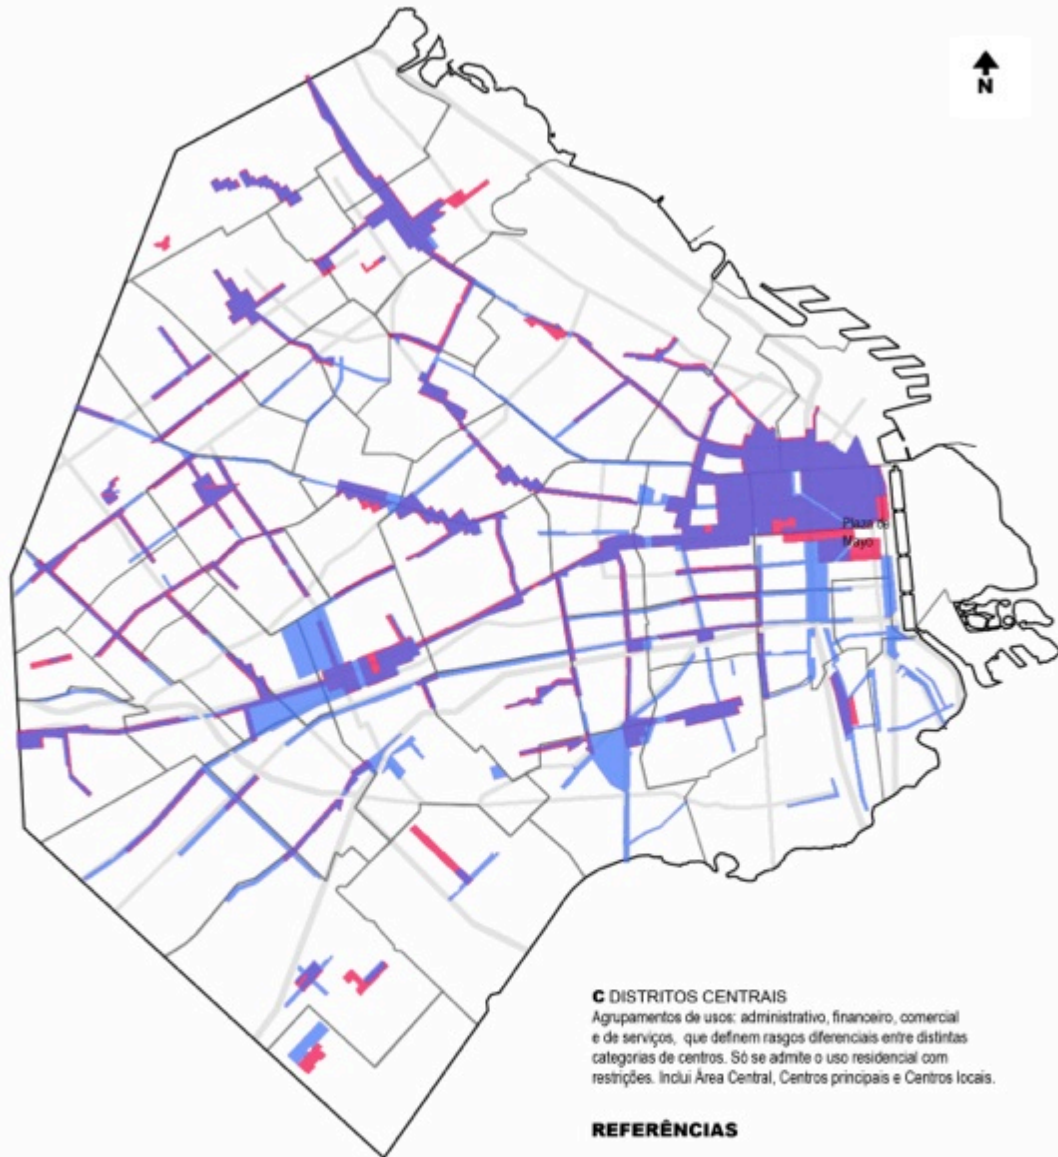 N
Plaza de
Mayo
C DISTRITOS CENTRAIS
Agrupamentos de usos: administrativo, financeiro, comercial
e de serviços, que definem rasgos diferenciais entre distintas
categorias de centros. Só se admite o uso residencial com
restrições. Inclui Área Central, Centros principais e Centros locais.
REFERÊNCIAS